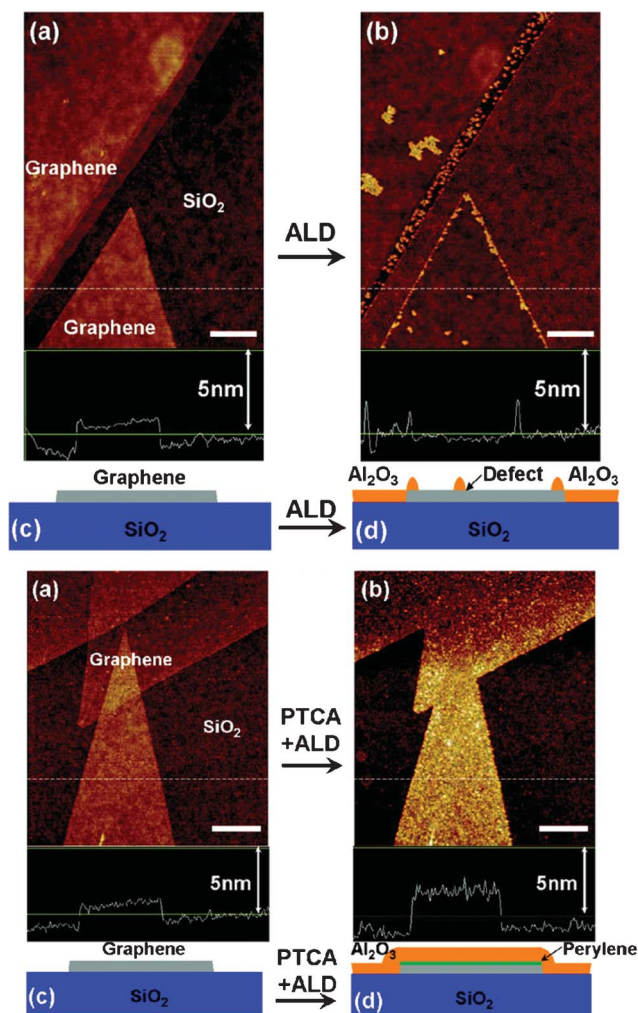 (a)
Graphene
SiO₂
Graphene
5nm
ALD
(b)
5nm
Graphene
(c)
SiO₂
ALD
Al₂O₃
Defect
Al₂O₃
(d)
SiO₂
(a)
Graphene
SiO₂
5nm
PTCA
+ALD
(b)
5nm
Graphene
(c)
SiO₂
PTCA
+ALD
Al₂O₃
Perylene
(d)
SiO₂